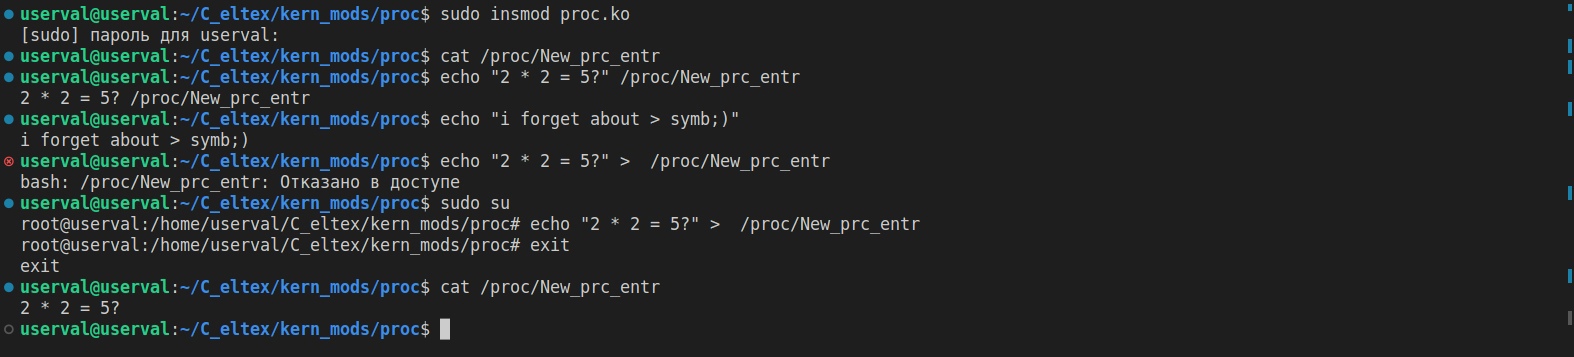 userval@userval:~/C_eltex/kern_mods/proc$ sudo insmod proc.ko
[sudo] пароль для userval:
userval@userval:~/C_eltex/kern_mods/proc$ cat /proc/New_prc_entr
userval@userval:~/C_eltex/kern_mods/proc$ echo "2 * 2 = 5?" /proc/New_prc_entr
2 * 2 = 5? /proc/New_prc_entr
userval@userval:~/C_eltex/kern_mods/proc$ echo "i forget about > symb;)"
i forget about > symb;)
userval@userval:~/C_eltex/kern_mods/proc$ echo "2 * 2 = 5?" >  /proc/New_prc_entr
bash: /proc/New_prc_entr: Отказано в доступе
userval@userval:~/C_eltex/kern_mods/proc$ sudo su
root@userval:/home/userval/C_eltex/kern_mods/proc# echo "2 * 2 = 5?" >  /proc/New_prc_entr
root@userval:/home/userval/C_eltex/kern_mods/proc# exit
exit
userval@userval:~/C_eltex/kern_mods/proc$ cat /proc/New_prc_entr
2 * 2 = 5?
userval@userval:~/C_eltex/kern_mods/proc$